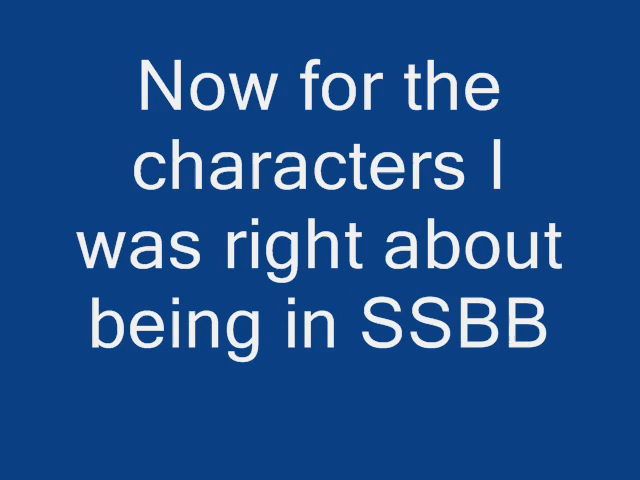 Now for the
characters I
was right about
being in SSBB